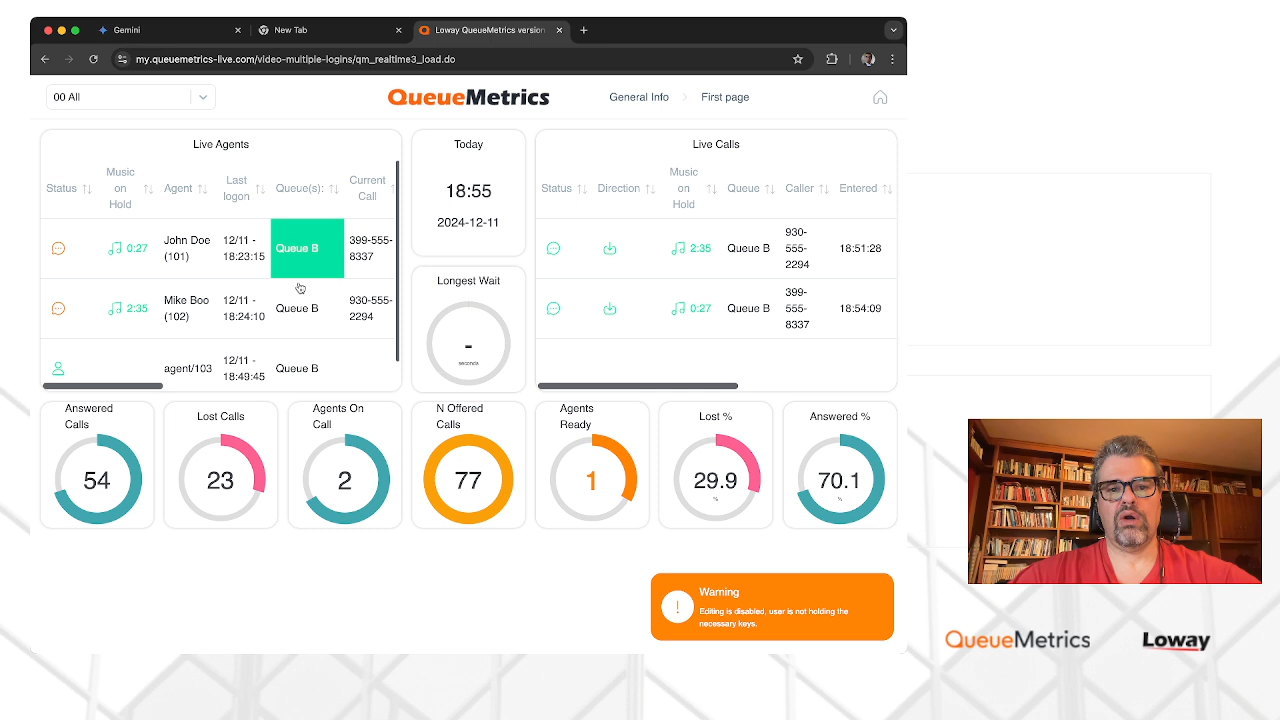 Gemini
New Tab
Loway QueueMetrics version
my.queuemetrics-live.com/video-multiple-logins/qm_realtime3_load.do
00 All
QueueMetrics
General Info
First page
Live Agents
Status
Music on Hold
Agent
Last logon
Queue(s):
Current Call
0:27
John Doe (101)
12/11 - 18:23:15
Queue B
399-555-8337
2:35
Mike Boo (102)
12/11 - 18:24:10
Queue B
930-555-2294
agent/103
12/11 - 18:49:45
Queue B
Today
18:55
2024-12-11
Longest Wait
-
seconds
Live Calls
Status
Direction
Music on Hold
Queue
Caller
Entered
2:35
Queue B
930-555-2294
18:51:28
0:27
Queue B
399-555-8337
18:54:09
Answered Calls
54
Lost Calls
23
Agents On Call
2
N Offered Calls
77
Agents Ready
1
Lost %
29.9
%
Answered %
70.1
%
!
Warning
Editing is disabled, user is not holding the
necessary keys.
QueueMetrics
Loway